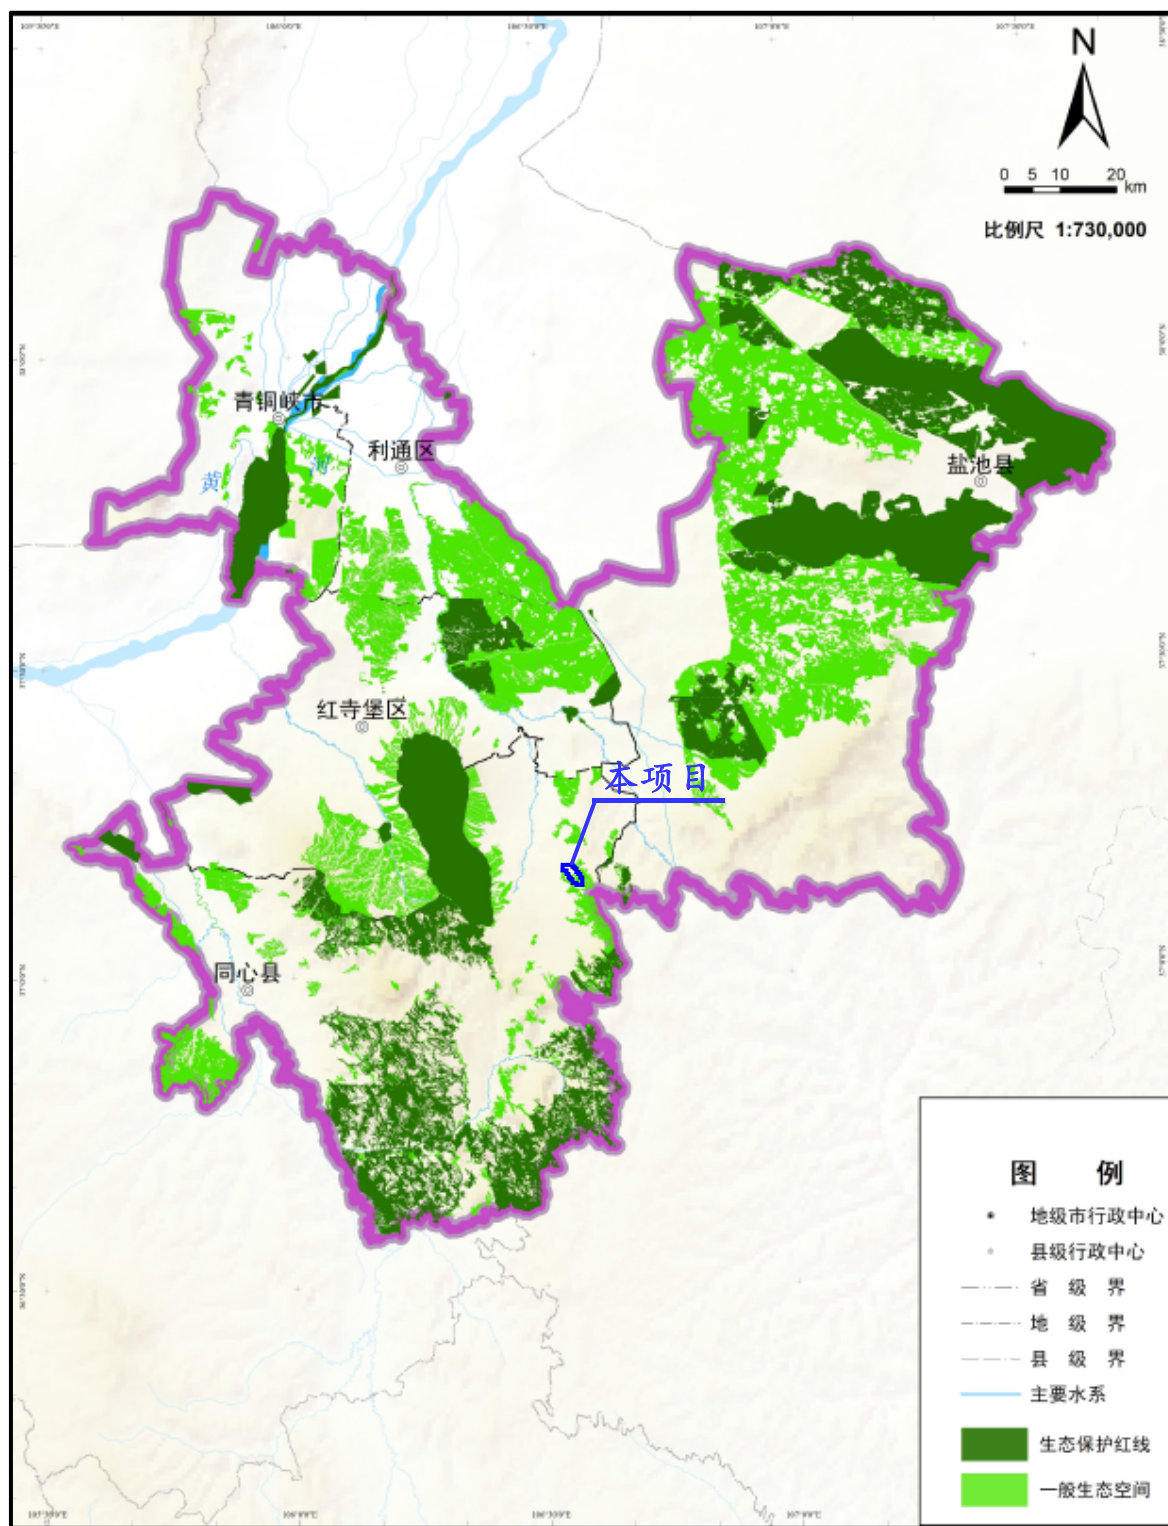 N
0 5 10 20 km
比例尺 1:730,000
青铜峡市
利通区
黄 河
盐池县
红寺堡区
本项目
同心县
图 例
地级市行政中心
县级行政中心
省 级 界
地 级 界
县 级 界
主要水系
生态保护红线
一般生态空间